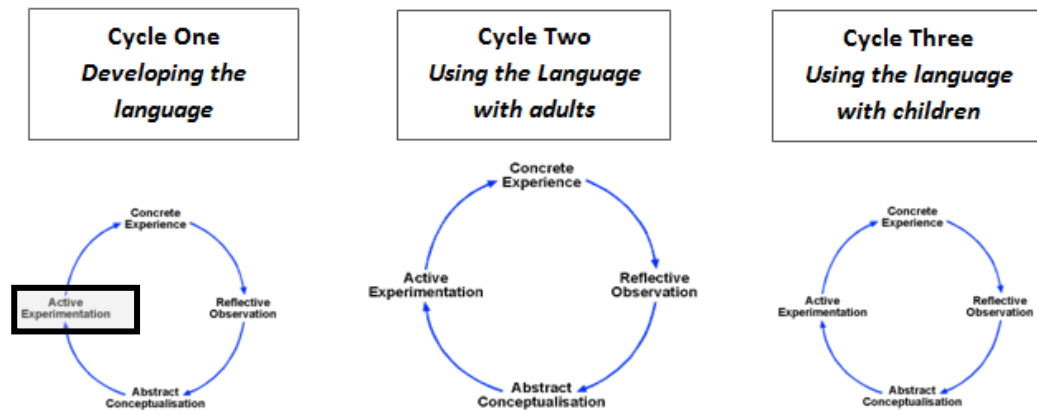 Cycle One
Developing the
language
Cycle Two
Using the Language
with adults
Cycle Three
Using the language
with children
Concrete
Experience
Reflective
Observation
Abstract
Conceptualisation
Active
Experimentation
Concrete
Experience
Reflective
Observation
Abstract
Conceptualisation
Active
Experimentation
Concrete
Experience
Reflective
Observation
Abstract
Conceptualisation
Active
Experimentation